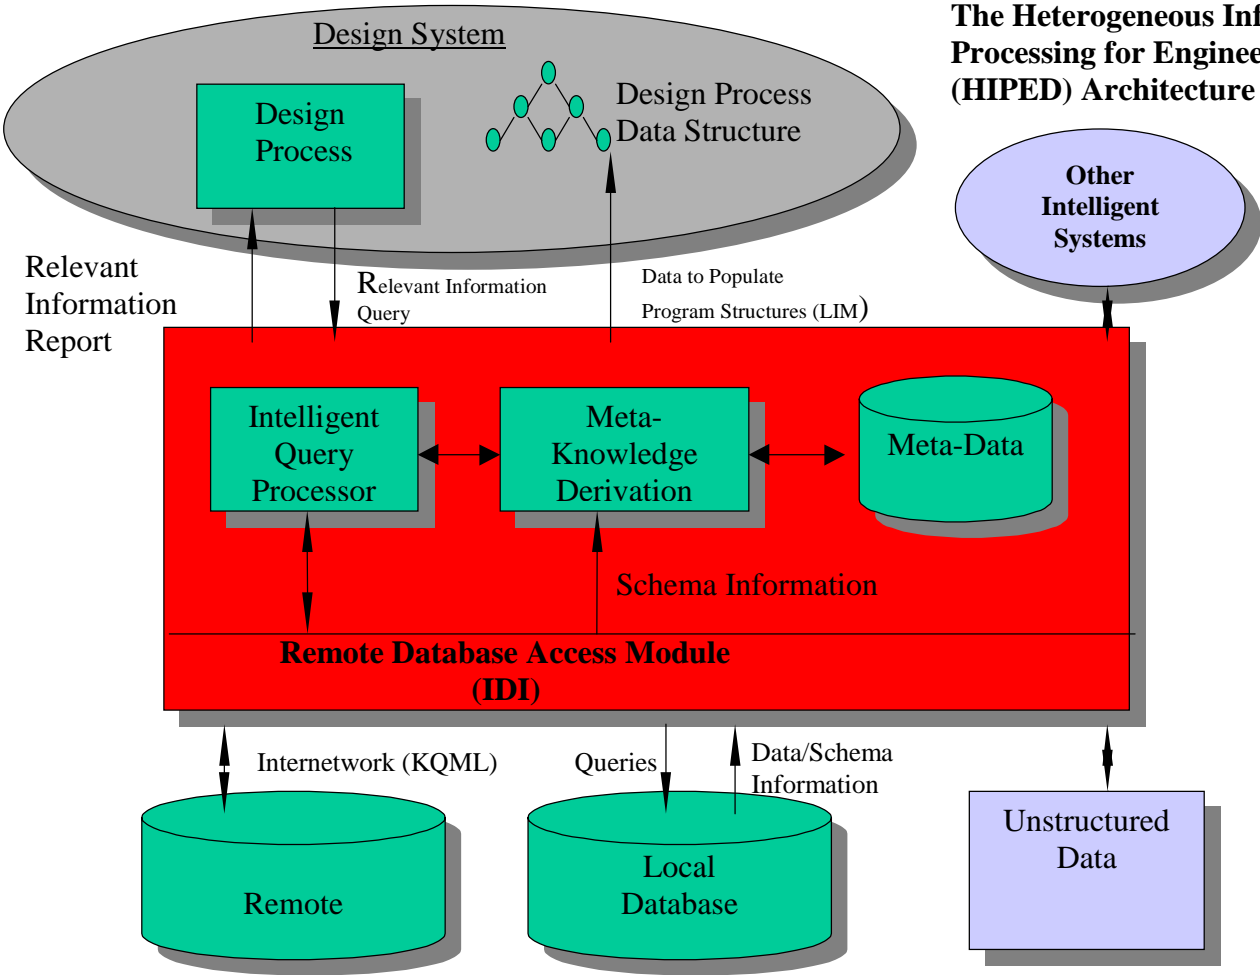 The Heterogeneous Inf
Processing for Enginee
(HIPED) Architecture
Design System
Design
Process
Design Process
Data Structure
Other
Intelligent
Systems
Relevant
Information
Report
Relevant Information
Query
Data to Populate
Program Structures (LIM)
Intelligent
Query
Processor
Meta-
Knowledge
Derivation
Meta-Data
Schema Information
Remote Database Access Module
(IDI)
Internetwork (KQML)
Queries
Data/Schema
Information
Remote
Local
Database
Unstructured
Data